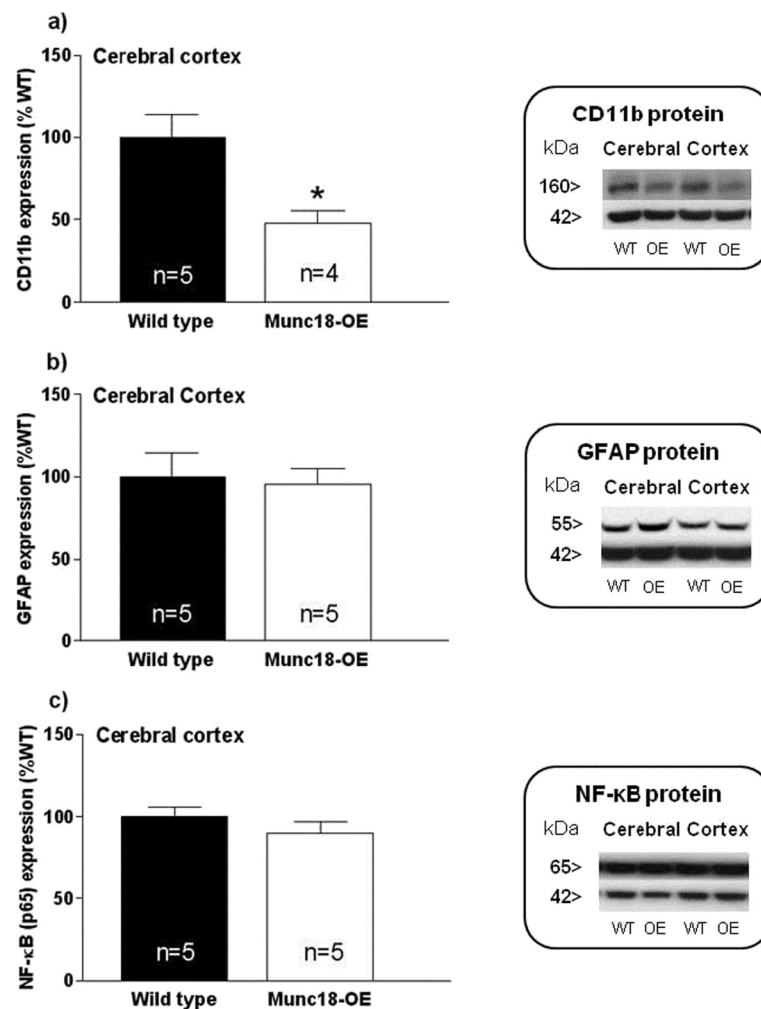 a)
CD11b expression (% WT)
150
100
50
0
Cerebral cortex
*
n=5
n=4
Wild type
Munc18-OE
CD11b protein
kDa
Cerebral Cortex
160>
42>
WT OE WT OE
b)
GFAP expression (%WT)
150
100
50
0
Cerebral Cortex
n=5
n=5
Wild type
Munc18-OE
GFAP protein
kDa
Cerebral Cortex
55>
42>
WT OE WT OE
c)
NF-κB (p65) expression (%WT)
150
100
50
0
Cerebral cortex
n=5
n=5
Wild type
Munc18-OE
NF-κB protein
kDa
Cerebral Cortex
65>
42>
WT OE WT OE